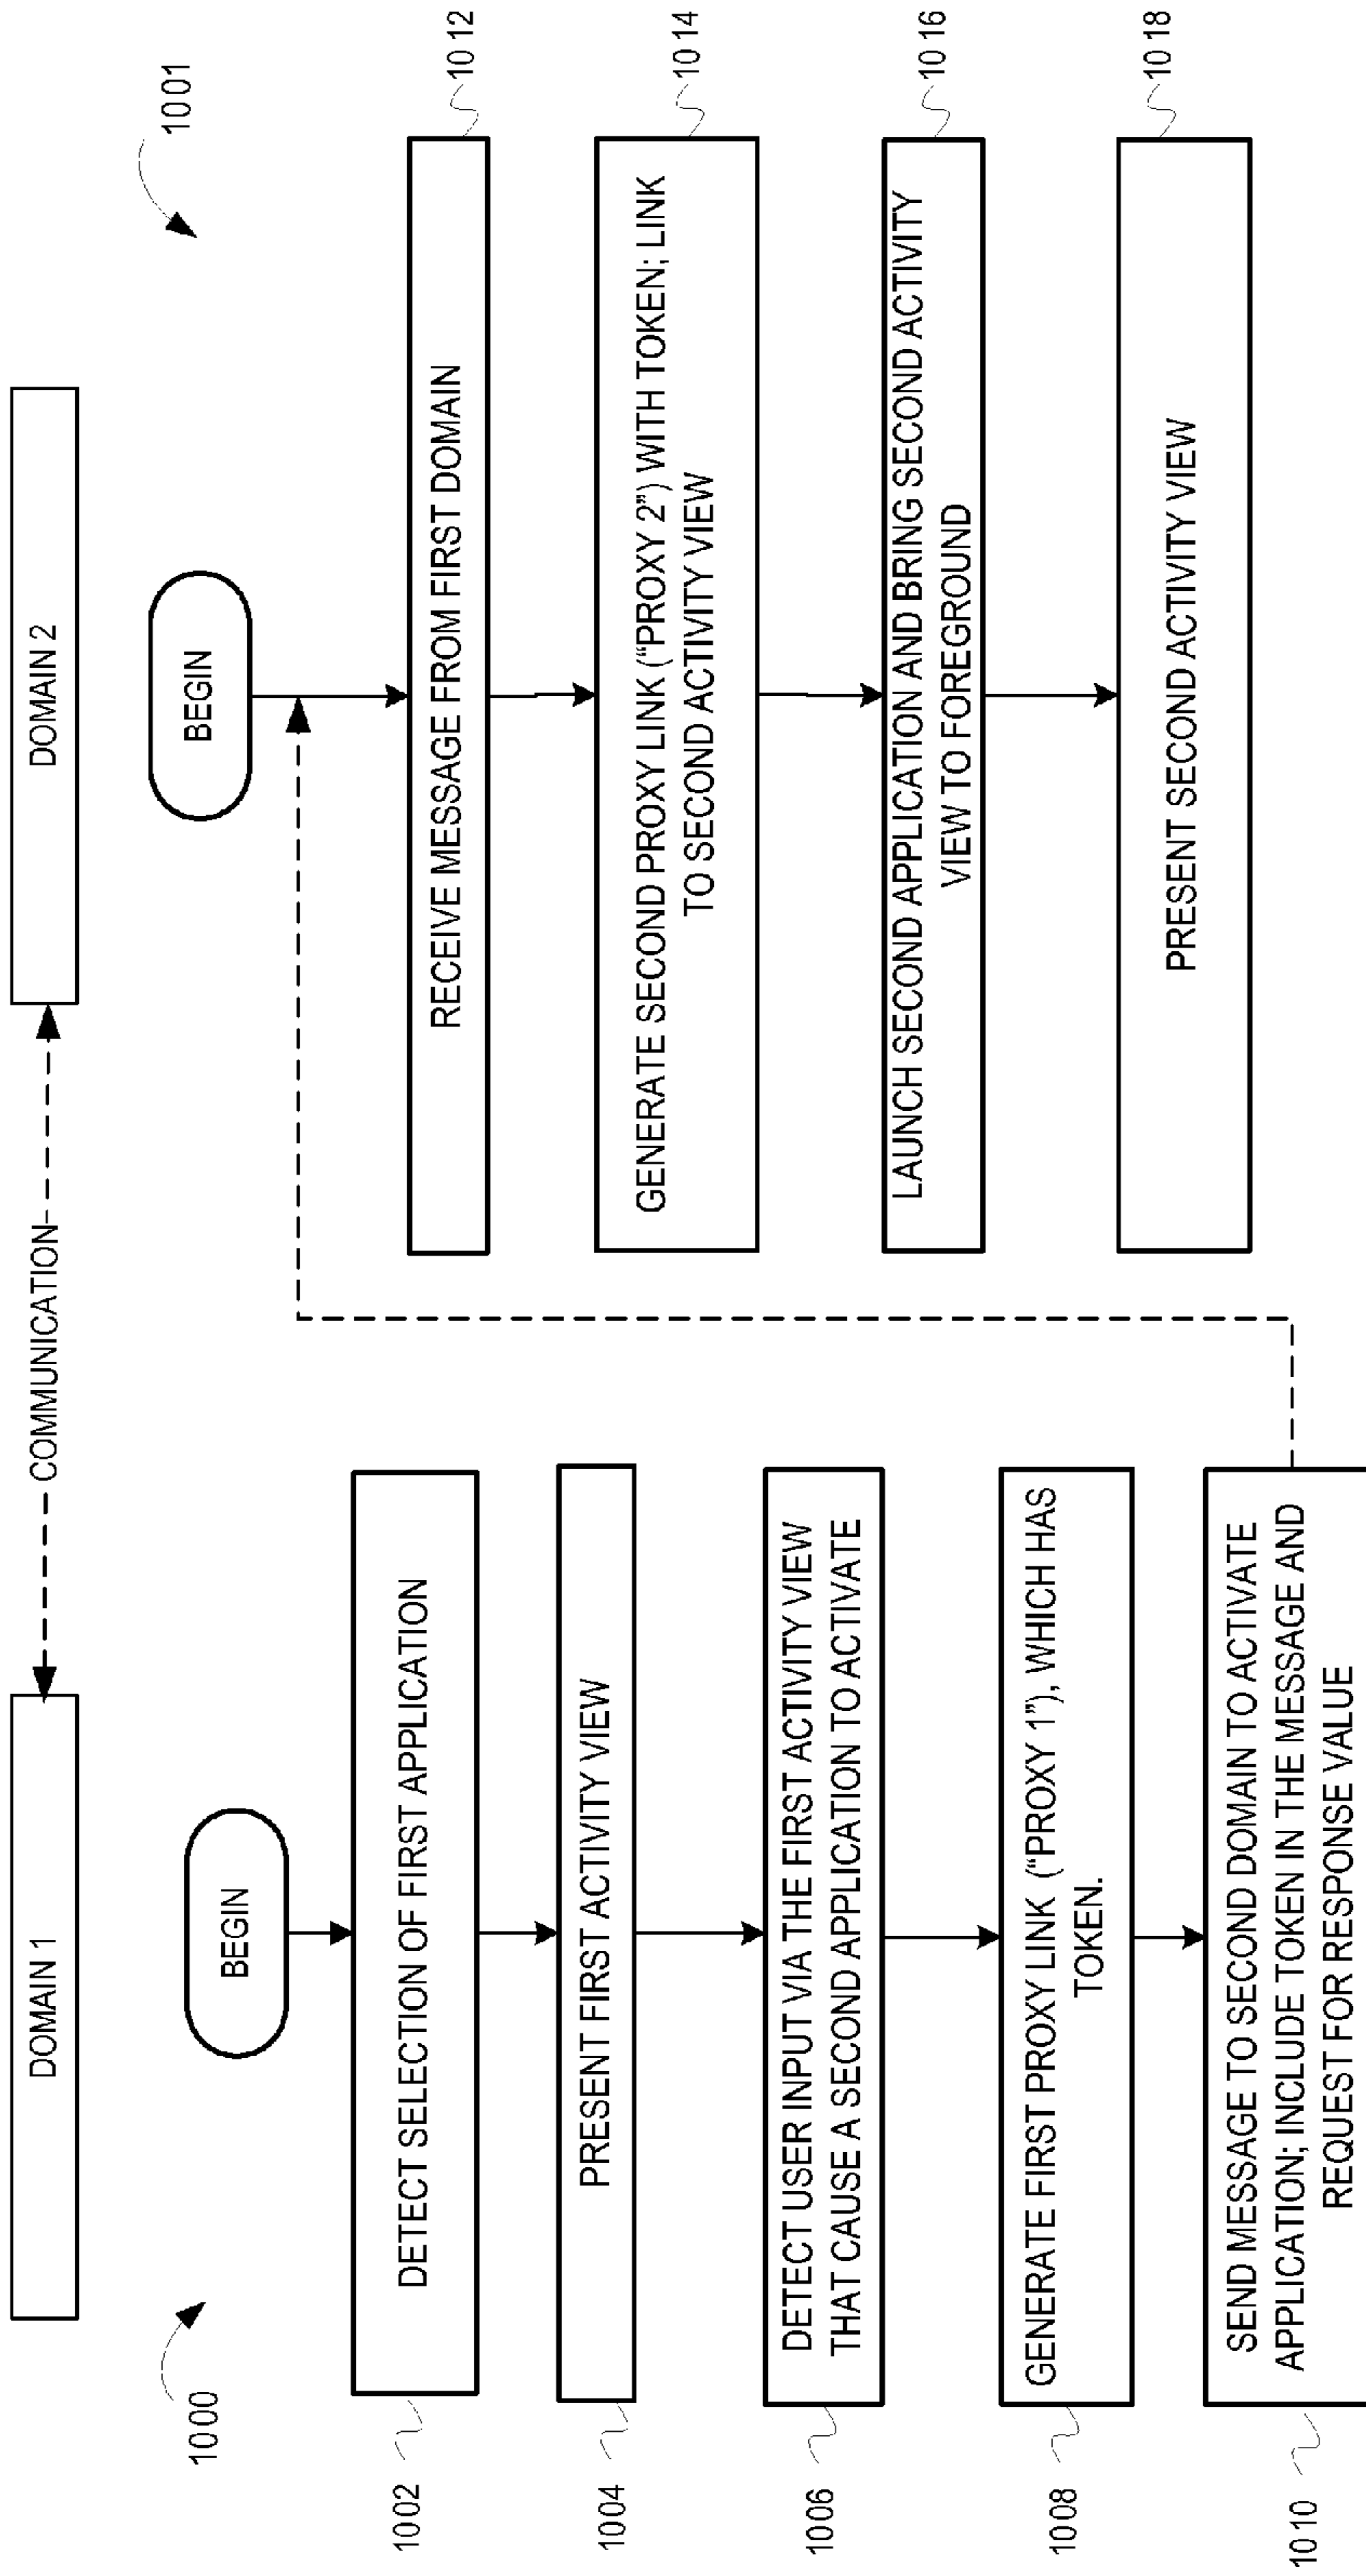 DOMAIN 1
COMMUNICATION
DOMAIN 2
1000
BEGIN
1002
DETECT SELECTION OF FIRST APPLICATION
1004
PRESENT FIRST ACTIVITY VIEW
1006
DETECT USER INPUT VIA THE FIRST ACTIVITY VIEW
THAT CAUSE A SECOND APPLICATION TO ACTIVATE
1008
GENERATE FIRST PROXY LINK (“PROXY 1”), WHICH HAS
TOKEN.
1010
SEND MESSAGE TO SECOND DOMAIN TO ACTIVATE
APPLICATION; INCLUDE TOKEN IN THE MESSAGE AND
REQUEST FOR RESPONSE VALUE
1001
BEGIN
RECEIVE MESSAGE FROM FIRST DOMAIN
1012
GENERATE SECOND PROXY LINK (“PROXY 2”) WITH TOKEN; LINK
TO SECOND ACTIVITY VIEW
1014
LAUNCH SECOND APPLICATION AND BRING SECOND ACTIVITY
VIEW TO FOREGROUND
1016
PRESENT SECOND ACTIVITY VIEW
1018